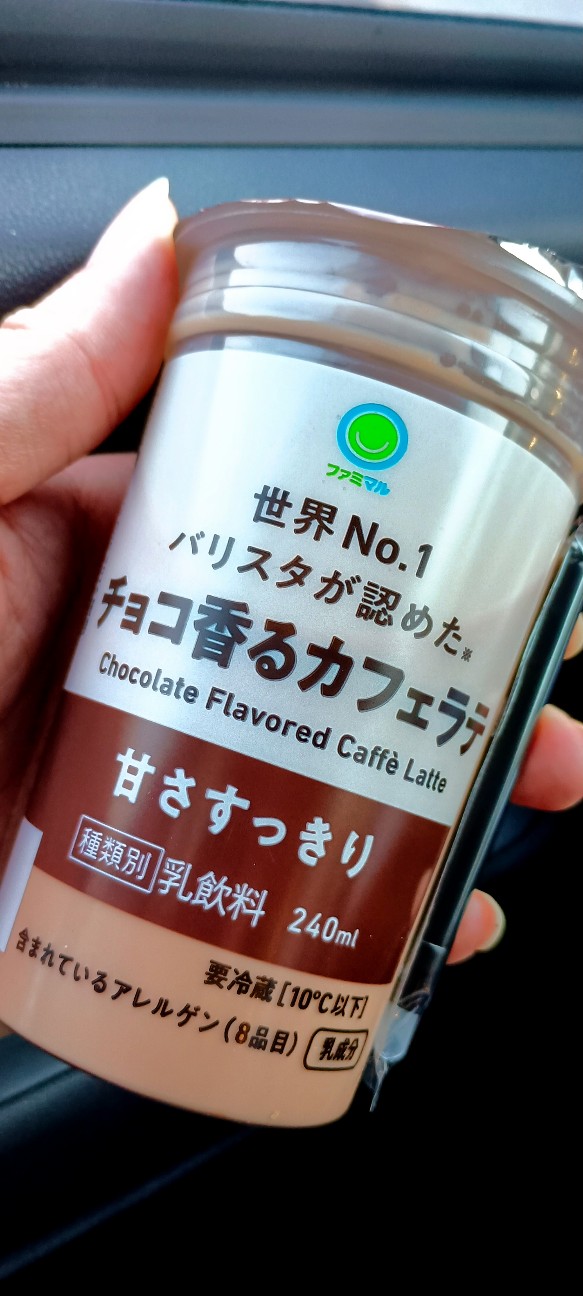 ファミマル
世界No.1
バリスタが認めた※
チョコ香るカフェラテ
Chocolate Flavored Caffè Latte
甘さすっきり
種類別 乳飲料 240ml
要冷蔵[10°C以下]
含まれているアレルゲン(8品目) 乳成分